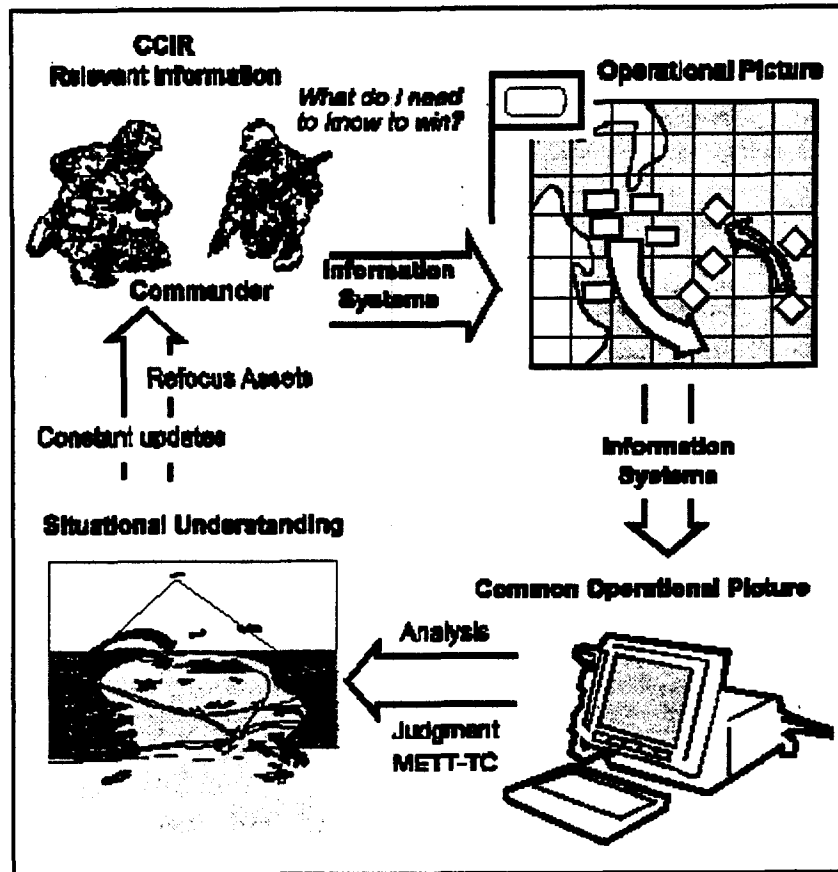 CCIR
Relevant Information
What do I need
to know to win?
Operational Picture
Commander
Information
Systems
Refocus Assets
Constant updates
Information
Systems
Situational Understanding
Common Operational Picture
Analysis
Judgment
METT-TC